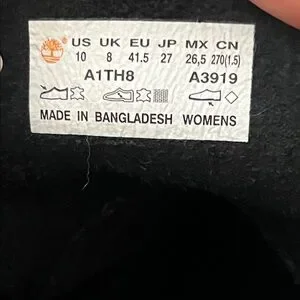 US UK EU JP MX CN
10 8 41.5 27 26,5 270(1.5)
A1TH8 A3919
MADE IN BANGLADESH WOMENS